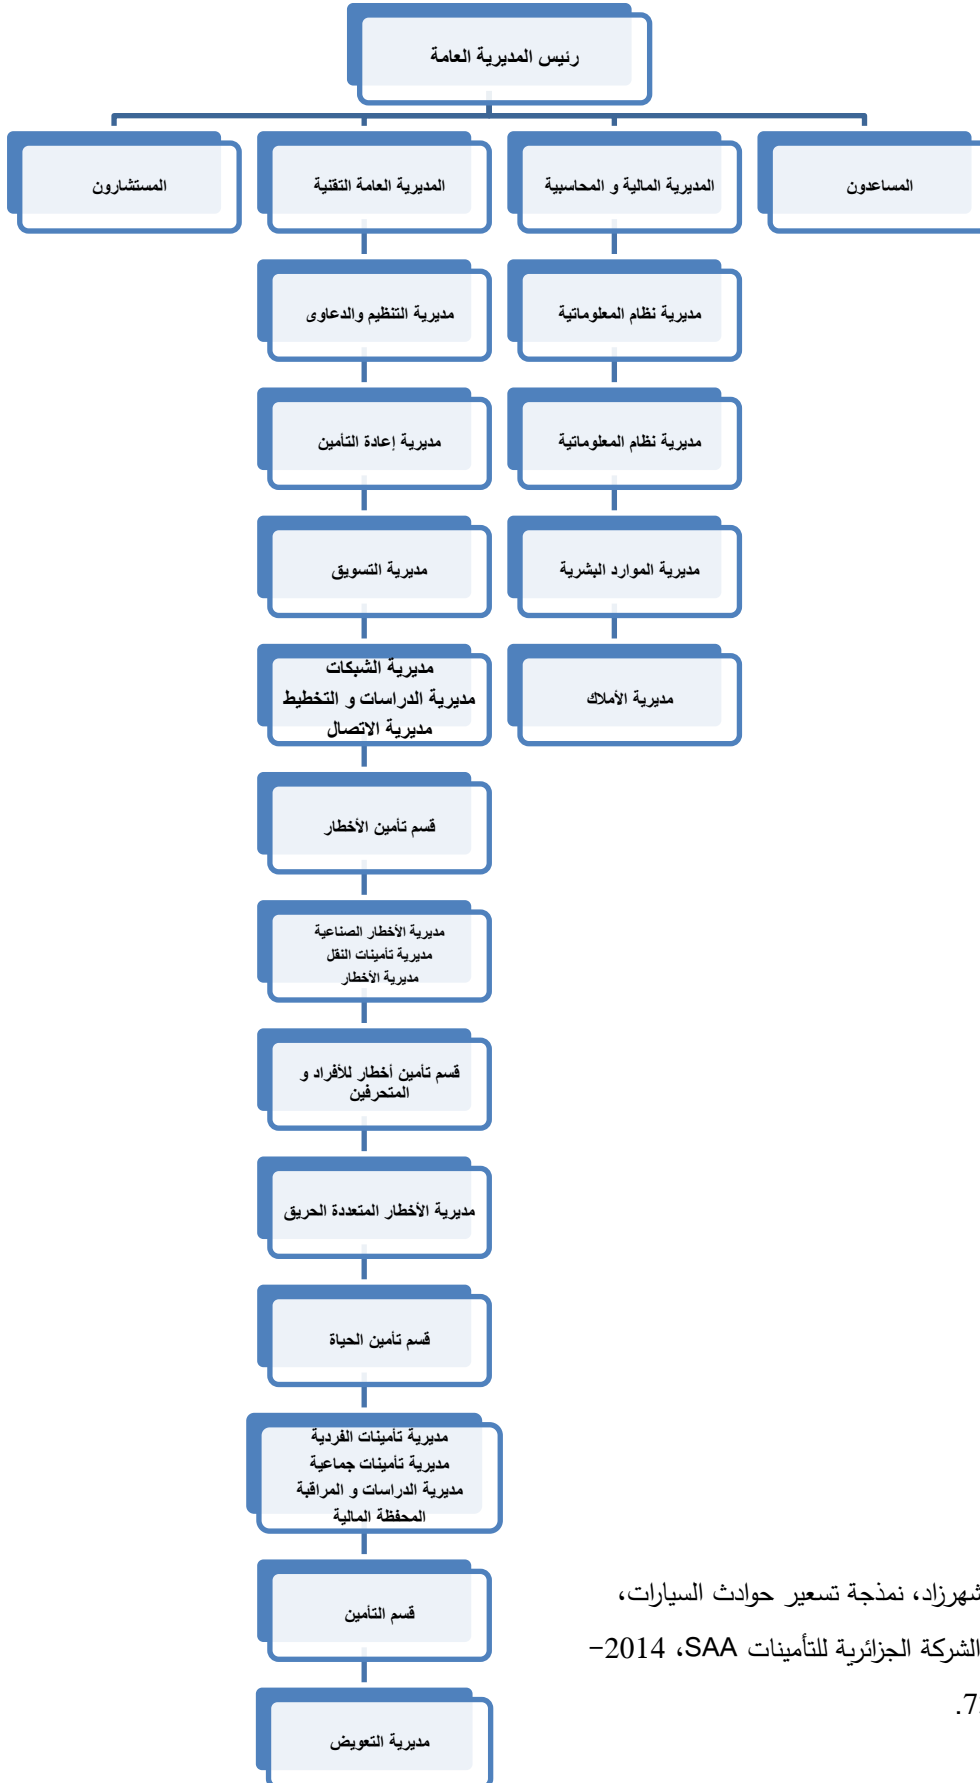 رئيس المديرية العامة
المساعدون
المديرية المالية و المحاسبية
المديرية العامة التقنية
المستشارون
مديرية نظام المعلوماتية
مديرية نظام المعلوماتية
مديرية الموارد البشرية
مديرية الأملاك
مديرية التنظيم والدعاوى
مديرية إعادة التأمين
مديرية التسويق
مديرية الشبكات
مديرية الدراسات و التخطيط
مديرية الاتصال
قسم تأمين الأخطار
مديرية الأخطار الصناعية
مديرية تأمينات النقل
مديرية الأخطار
قسم تأمين أخطار للأفراد و
المتحرفين
مديرية الأخطار المتعددة الحريق
قسم تأمين الحياة
مديرية تأمينات الفردية
مديرية تأمينات جماعية
مديرية الدراسات و المراقبة
المحفظة المالية
قسم التأمين
مديرية التعويض
شهرزاد، نمذجة تسعير حوادث السيارات،
الشركة الجزائرية للتأمينات SAA، 2014-
7.